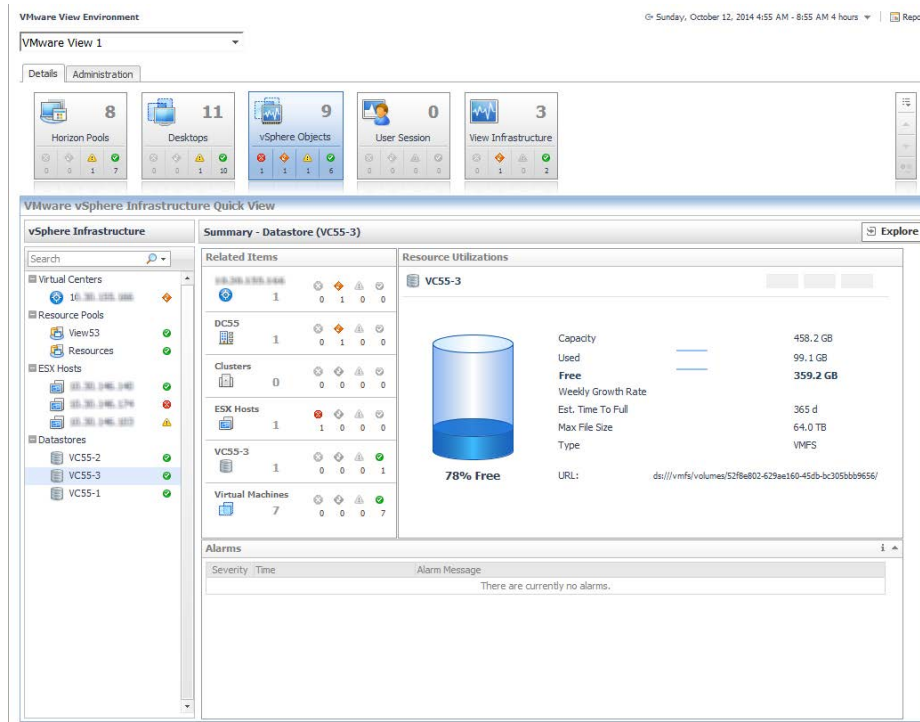 VMware View Environment
Sunday, October 12, 2014 4:55 AM - 8:55 AM 4 hours
VMware View 1
Details Administration
8 11 9 0 3
Horizon Pools Desktops vSphere Objects User Session View Infrastructure
0 0 1 7 0 0 1 10 1 1 1 6 0 0 0 0 0 1 0 2
VMware vSphere Infrastructure Quick View
vSphere Infrastructure
Search
Virtual Centers
Resource Pools
View53
Resources
ESX Hosts
Datastores
VC55-2
VC55-3
VC55-1
Summary - Datastore (VC55-3)
Explore
Related Items
1 0 1 0 0
DC55
1 0 1 0 0
Clusters
0 0 0 0 0
ESX Hosts
1 1 0 0 0
VC55-3
1 0 0 0 1
Virtual Machines
7 0 0 0 7
Resource Utilizations
VC55-3
Capacity 458.2 GB
Used 99.1 GB
Free 359.2 GB
Weekly Growth Rate
Est. Time To Full 365 d
Max File Size 64.0 TB
Type VMFS
78% Free
URL: ds:///vmfs/volumes/52f8e802-629ae160-45db-bc305bbb9656/
Alarms
Severity Time Alarm Message
There are currently no alarms.